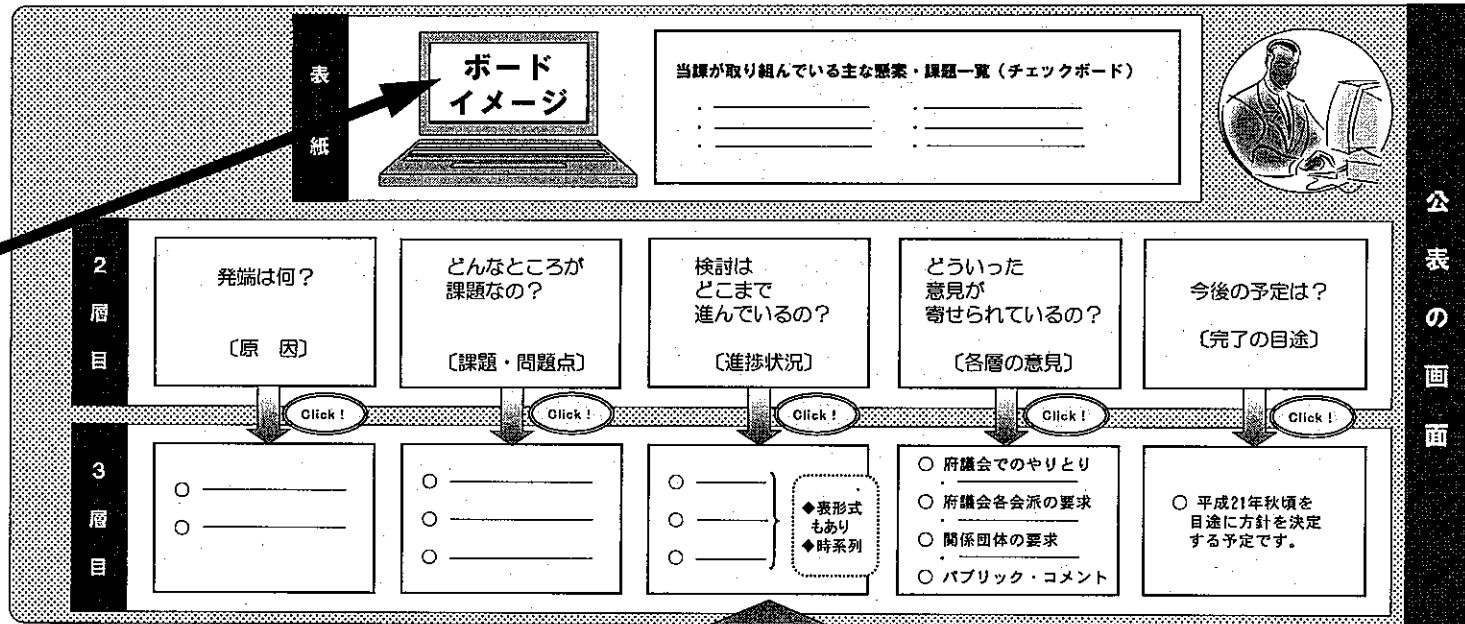 表紙
ボード
イメージ
当課が取り組んでいる主な懸案・課題一覧（チェックボード）
公表の画面
2層目
発端は何？
〔原　因〕
どんなところが
課題なの？
〔課題・問題点〕
検討は
どこまで
進んでいるの？
〔進捗状況〕
どういった
意見が
寄せられているの？
〔各層の意見〕
今後の予定は？
〔完了の目途〕
Click !
Click !
Click !
Click !
Click !
3層目
◆表形式
もあり
◆時系列
○ 府議会でのやりとり
○ 府議会各会派の要求
○ 関係団体の要求
○ パブリック・コメント
○ 平成21年秋頃を
目途に方針を決定
する予定です。